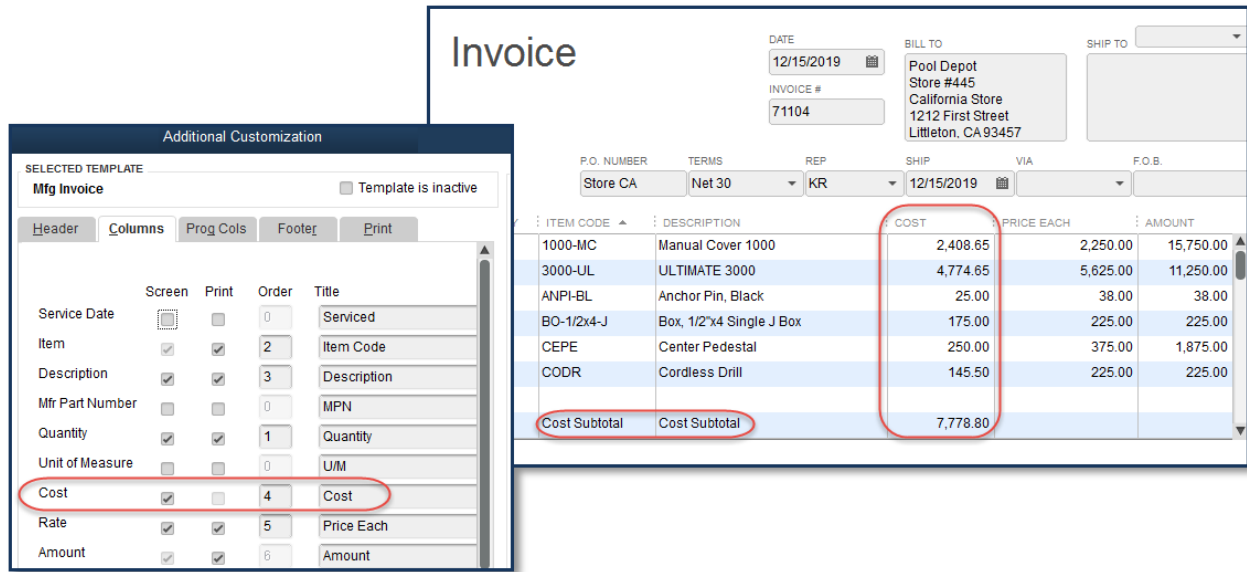 Invoice
DATE
12/15/2019
INVOICE #
71104
BILL TO
Pool Depot
Store #445
California Store
1212 First Street
Littleton, CA 93457
SHIP TO
P.O. NUMBER TERMS REP SHIP VIA F.O.B.
Store CA Net 30 KR 12/15/2019
Y ITEM CODE DESCRIPTION COST PRICE EACH AMOUNT
1000-MC Manual Cover 1000 2,408.65 2,250.00 15,750.00
3000-UL ULTIMATE 3000 4,774.65 5,625.00 11,250.00
ANPI-BL Anchor Pin, Black 25.00 38.00 38.00
BO-1/2x4-J Box, 1/2"x4 Single J Box 175.00 225.00 225.00
CEPE Center Pedestal 250.00 375.00 1,875.00
CODR Cordless Drill 145.50 225.00 225.00
Cost Subtotal Cost Subtotal 7,778.80
Additional Customization
SELECTED TEMPLATE
Mfg Invoice Template is inactive
Header Columns Prog Cols Footer Print
Screen Print Order Title
Service Date 0 Serviced
Item 2 Item Code
Description 3 Description
Mfr Part Number 0 MPN
Quantity 1 Quantity
Unit of Measure 0 U/M
Cost 4 Cost
Rate 5 Price Each
Amount 6 Amount